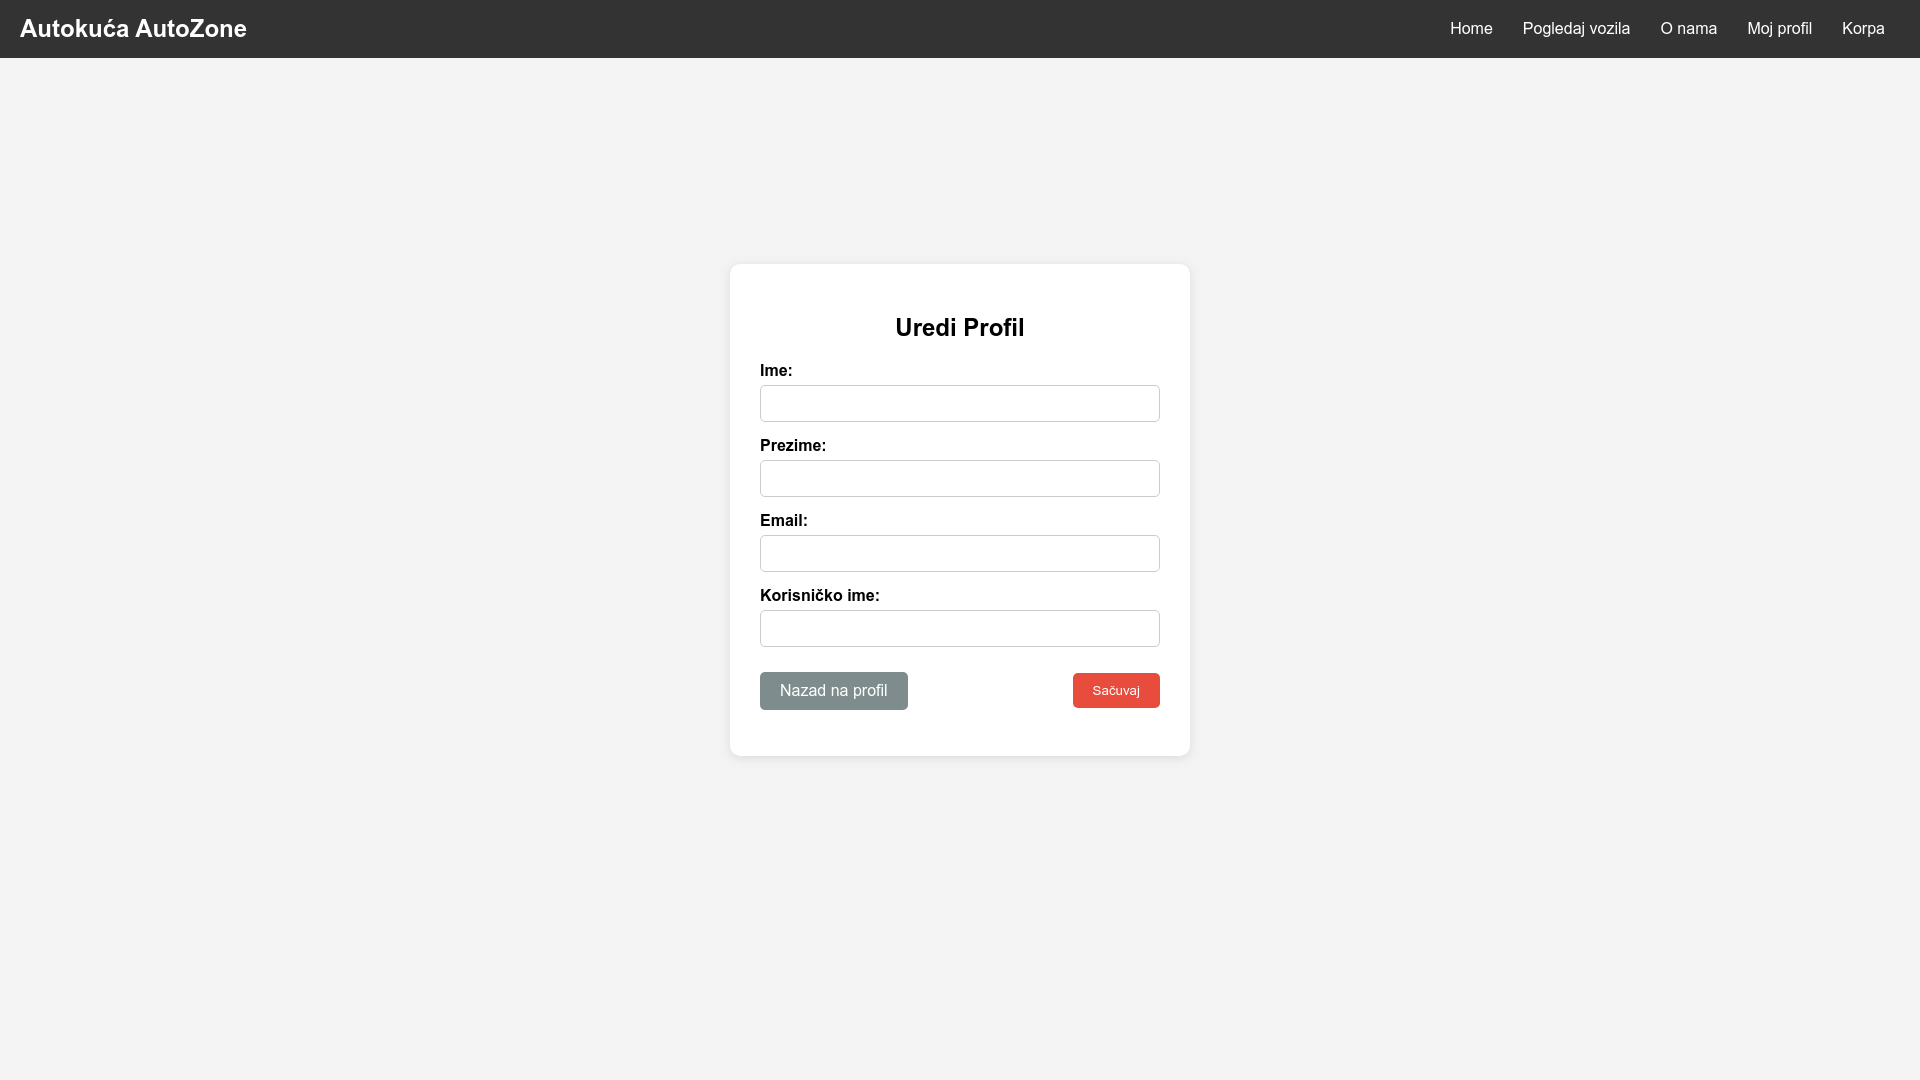 Autokuća AutoZone
Home Pogledaj vozila O nama Moj profil Korpa
Uredi Profil
Ime:
Prezime:
Email:
Korisničko ime:
Nazad na profil Sačuvaj